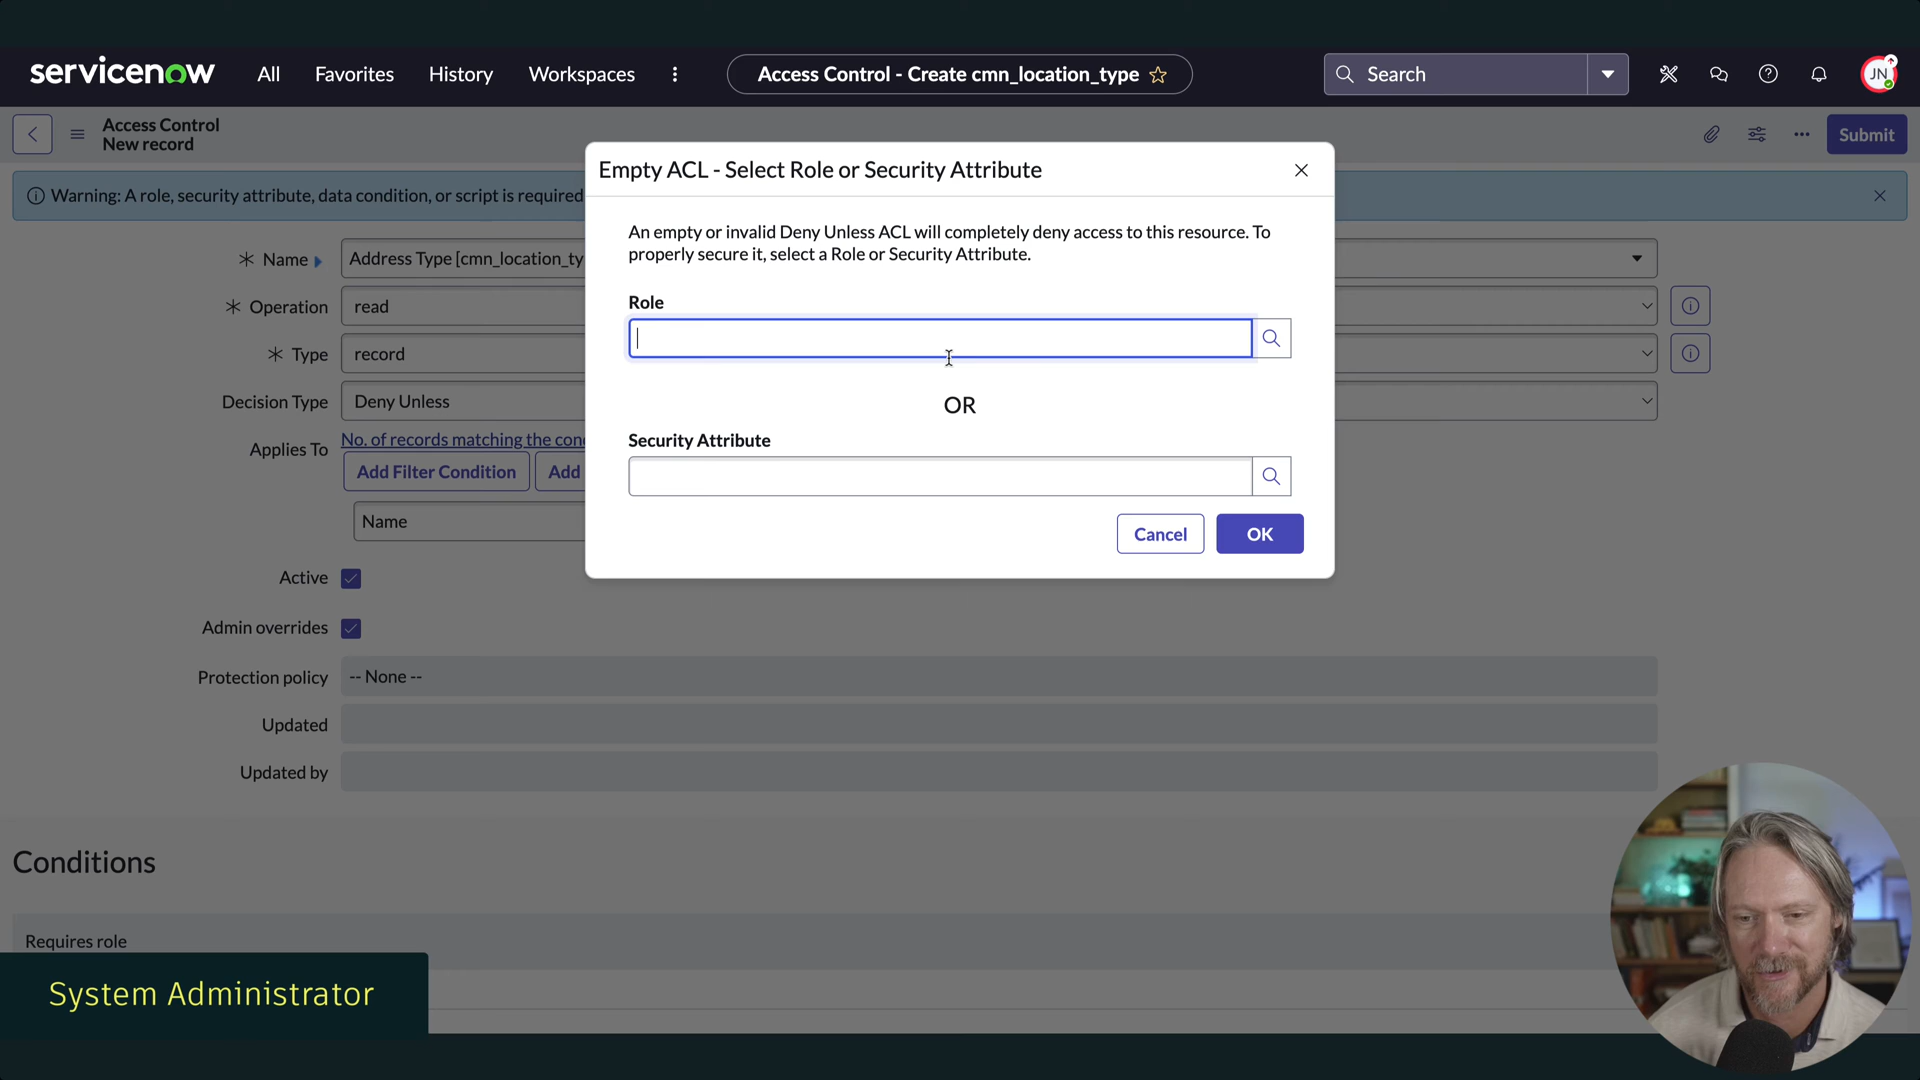 servicenow
All
Favorites
History
Workspaces
Access Control - Create cmn_location_type
Search
JN
Access Control
New record
Submit
Warning: A role, security attribute, data condition, or script is required
Name
Address Type [cmn_location_ty
Operation
read
Type
record
Decision Type
Deny Unless
Applies To
No. of records matching the con
Add Filter Condition
Add
Name
Active
Admin overrides
Protection policy
-- None --
Updated
Updated by
Conditions
Requires role
Empty ACL - Select Role or Security Attribute
An empty or invalid Deny Unless ACL will completely deny access to this resource. To
properly secure it, select a Role or Security Attribute.
Role
OR
Security Attribute
Cancel
OK
System Administrator